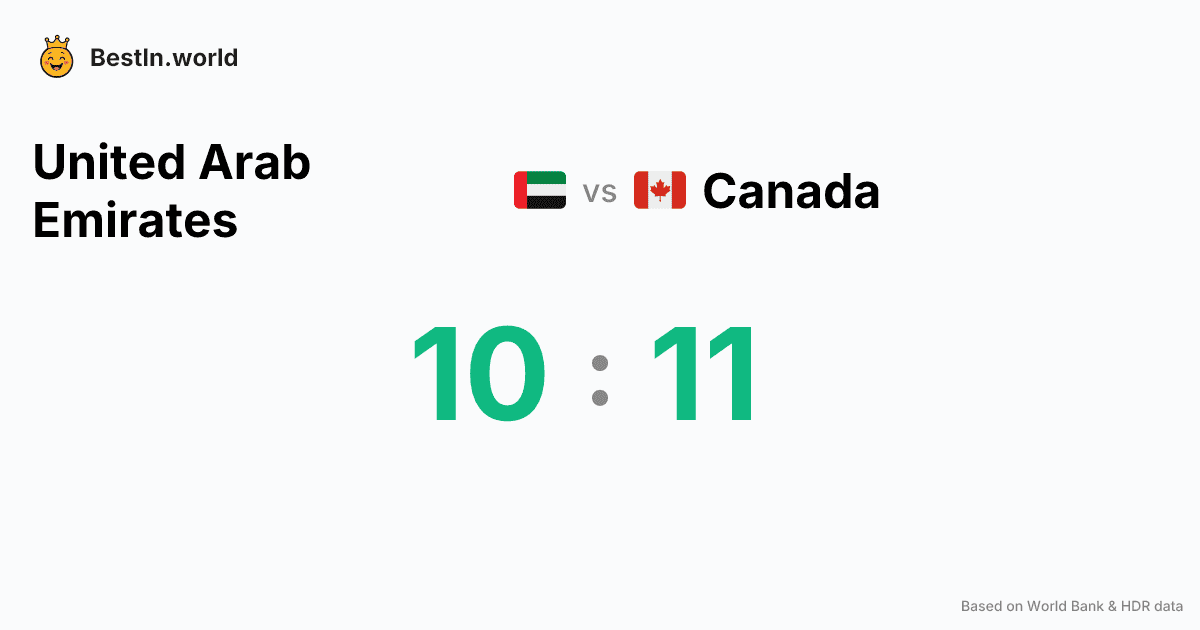 BestIn.world
United Arab
Emirates
vs
Canada
10 : 11
Based on World Bank & HDR data